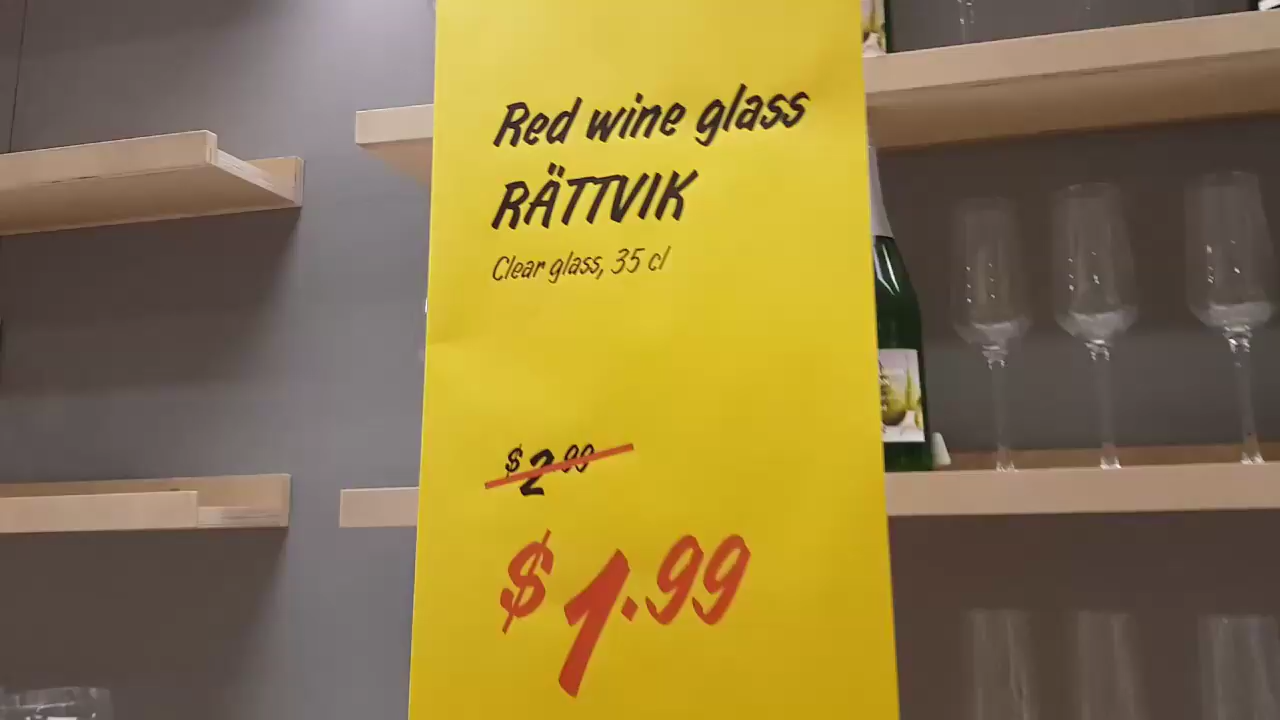 Red wine glass
RÄTTVIK
Clear glass, 35 cl
$2.99
$1.99